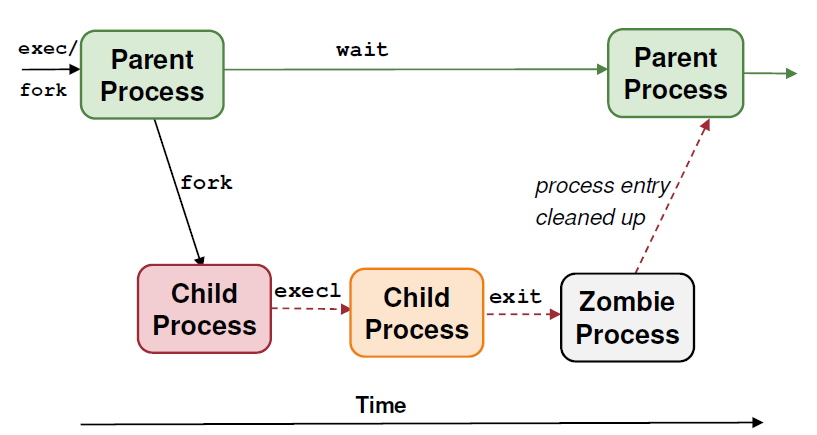 exec/
fork
Parent
Process
wait
Parent
Process
fork
process entry
cleaned up
Child
Process
execl
Child
Process
exit
Zombie
Process
Time